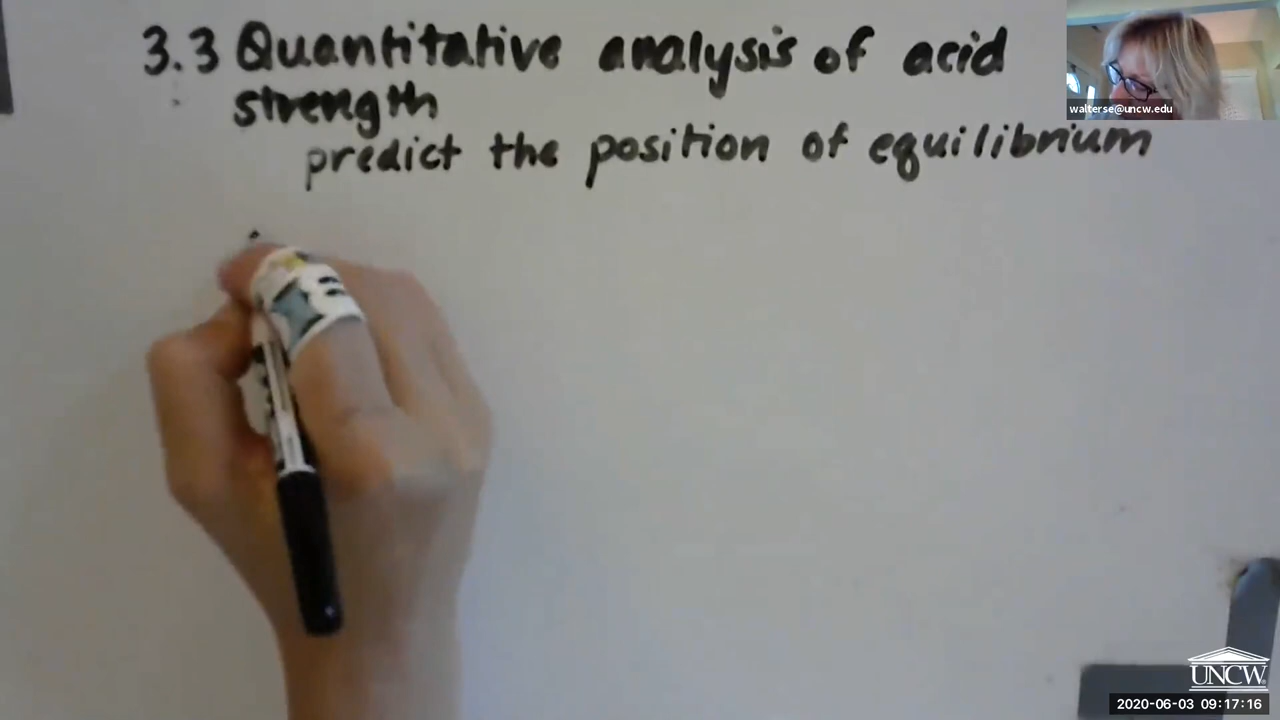 3.3 Quantitative analysis of acid
strength
predict the position of equilibrium
walterse@uncw.edu
UNCW
2020-06-03 09:17:16